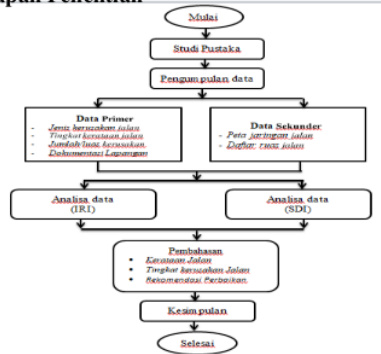 apan Penelitian
Mulai
Studi Pustaka
Pengumpulan data
Data Primer
- Jenis kerusakan jalan
- Tingkat kerataan jalan
- Jumlah/luas kerusakan
- Dokumentasi Lapangan
Data Sekunder
- Peta jaringan jalan
- Daftar ruas jalan
Analisa data
(IRI)
Analisa data
(SDI)
Pembahasan
• Kerataan Jalan
• Tingkat kerusakan Jalan
• Rekomendasi Perbaikan
Kesimpulan
Selesai